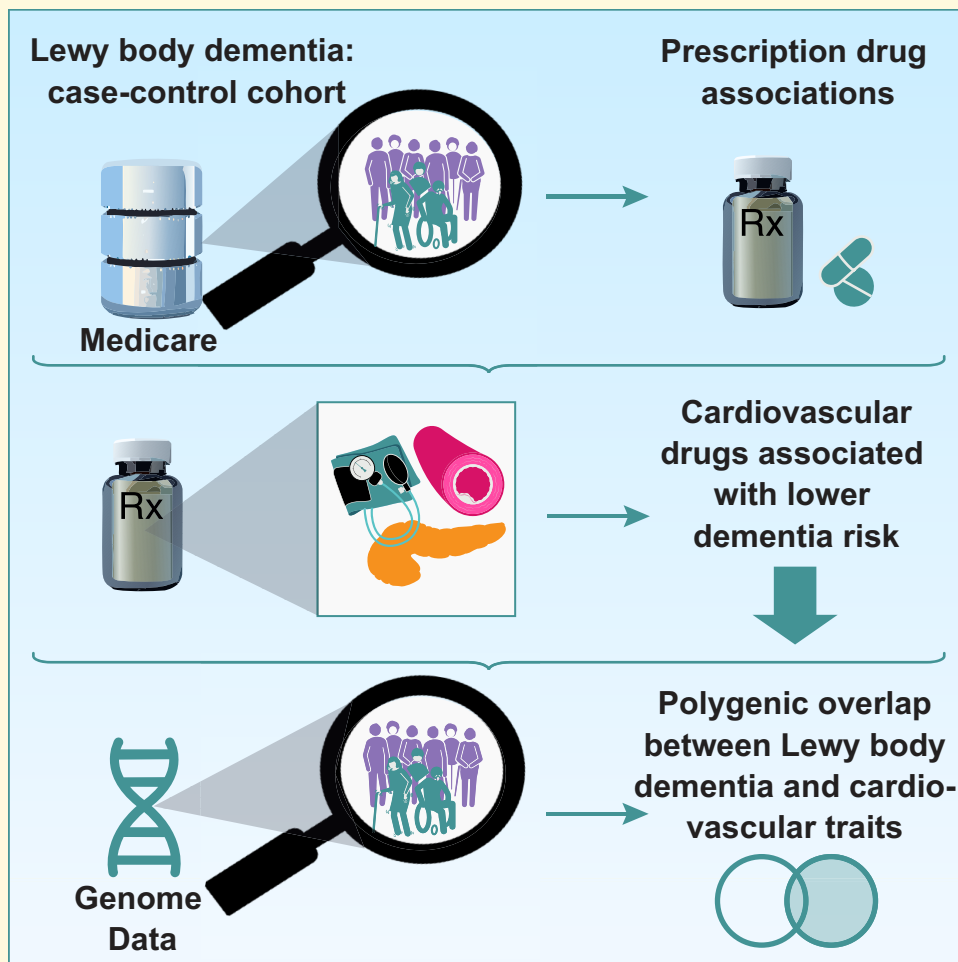 Lewy body dementia:
case-control cohort
Prescription drug
associations
Rx
Medicare
Rx
Cardiovascular
drugs associated
with lower
dementia risk
Polygenic overlap
between Lewy body
dementia and cardio-
vascular traits
Genome
Data